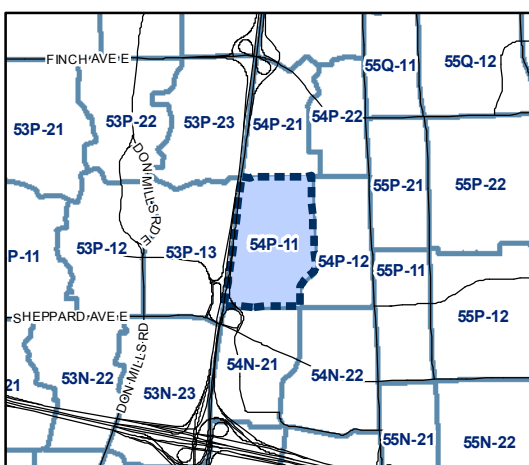 55Q-11 55Q-12
FINCH AVE E
53P-21 53P-22 53P-23 54P-21 54P-22
DON MILLS RD E
55P-21 55P-22
P-11 53P-12 53P-13 54P-11 54P-12 55P-11
SHEPPARD AVE E
55P-12
DON MILLS RD
21 53N-22 53N-23 54N-21 54N-22
55N-21 55N-22